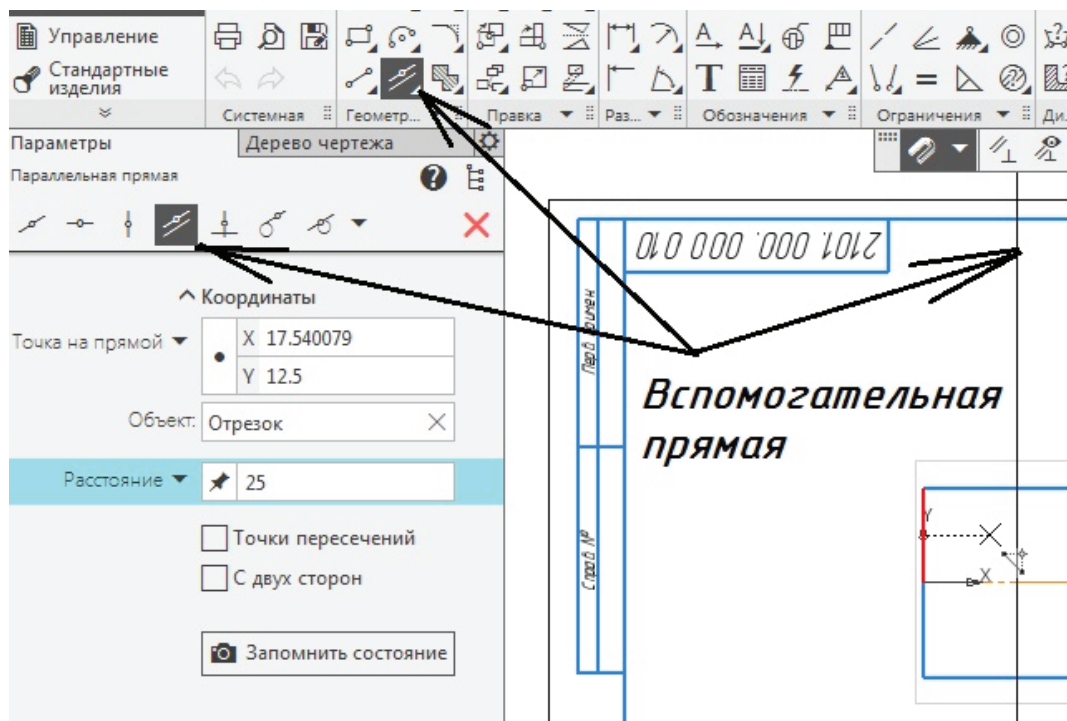 Управление
Стандартные
изделия
Системная
Геометр...
Правка
Раз...
Обозначения
Ограничения
Ди.
Параметры
Дерево чертежа
Параллельная прямая
Координаты
Точка на прямой
X 17.540079
Y 12.5
Объект: Отрезок
Расстояние 25
Точки пересечений
С двух сторон
Запомнить состояние
2101. 000. 000 010
Перв. примен
Справ. №
Вспомогательная
прямая
Y
X